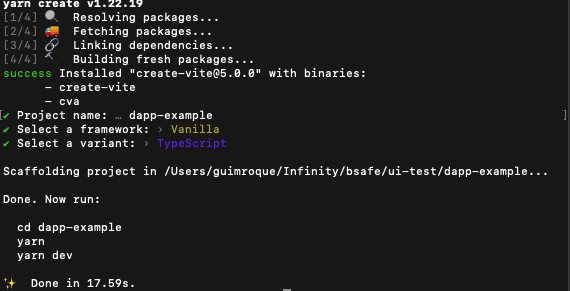 yarn create v1.22.19
[1/4] 🔍 Resolving packages...
[2/4] 🚚 Fetching packages...
[3/4] 🔗 Linking dependencies...
[4/4] 🔨 Building fresh packages...
success Installed "create-vite@5.0.0" with binaries:
- create-vite
- cva
✔ Project name: … dapp-example
✔ Select a framework: › Vanilla
✔ Select a variant: › TypeScript
Scaffolding project in /Users/guimroque/Infinity/bsafe/ui-test/dapp-example...
Done. Now run:
cd dapp-example
yarn
yarn dev
✨ Done in 17.59s.